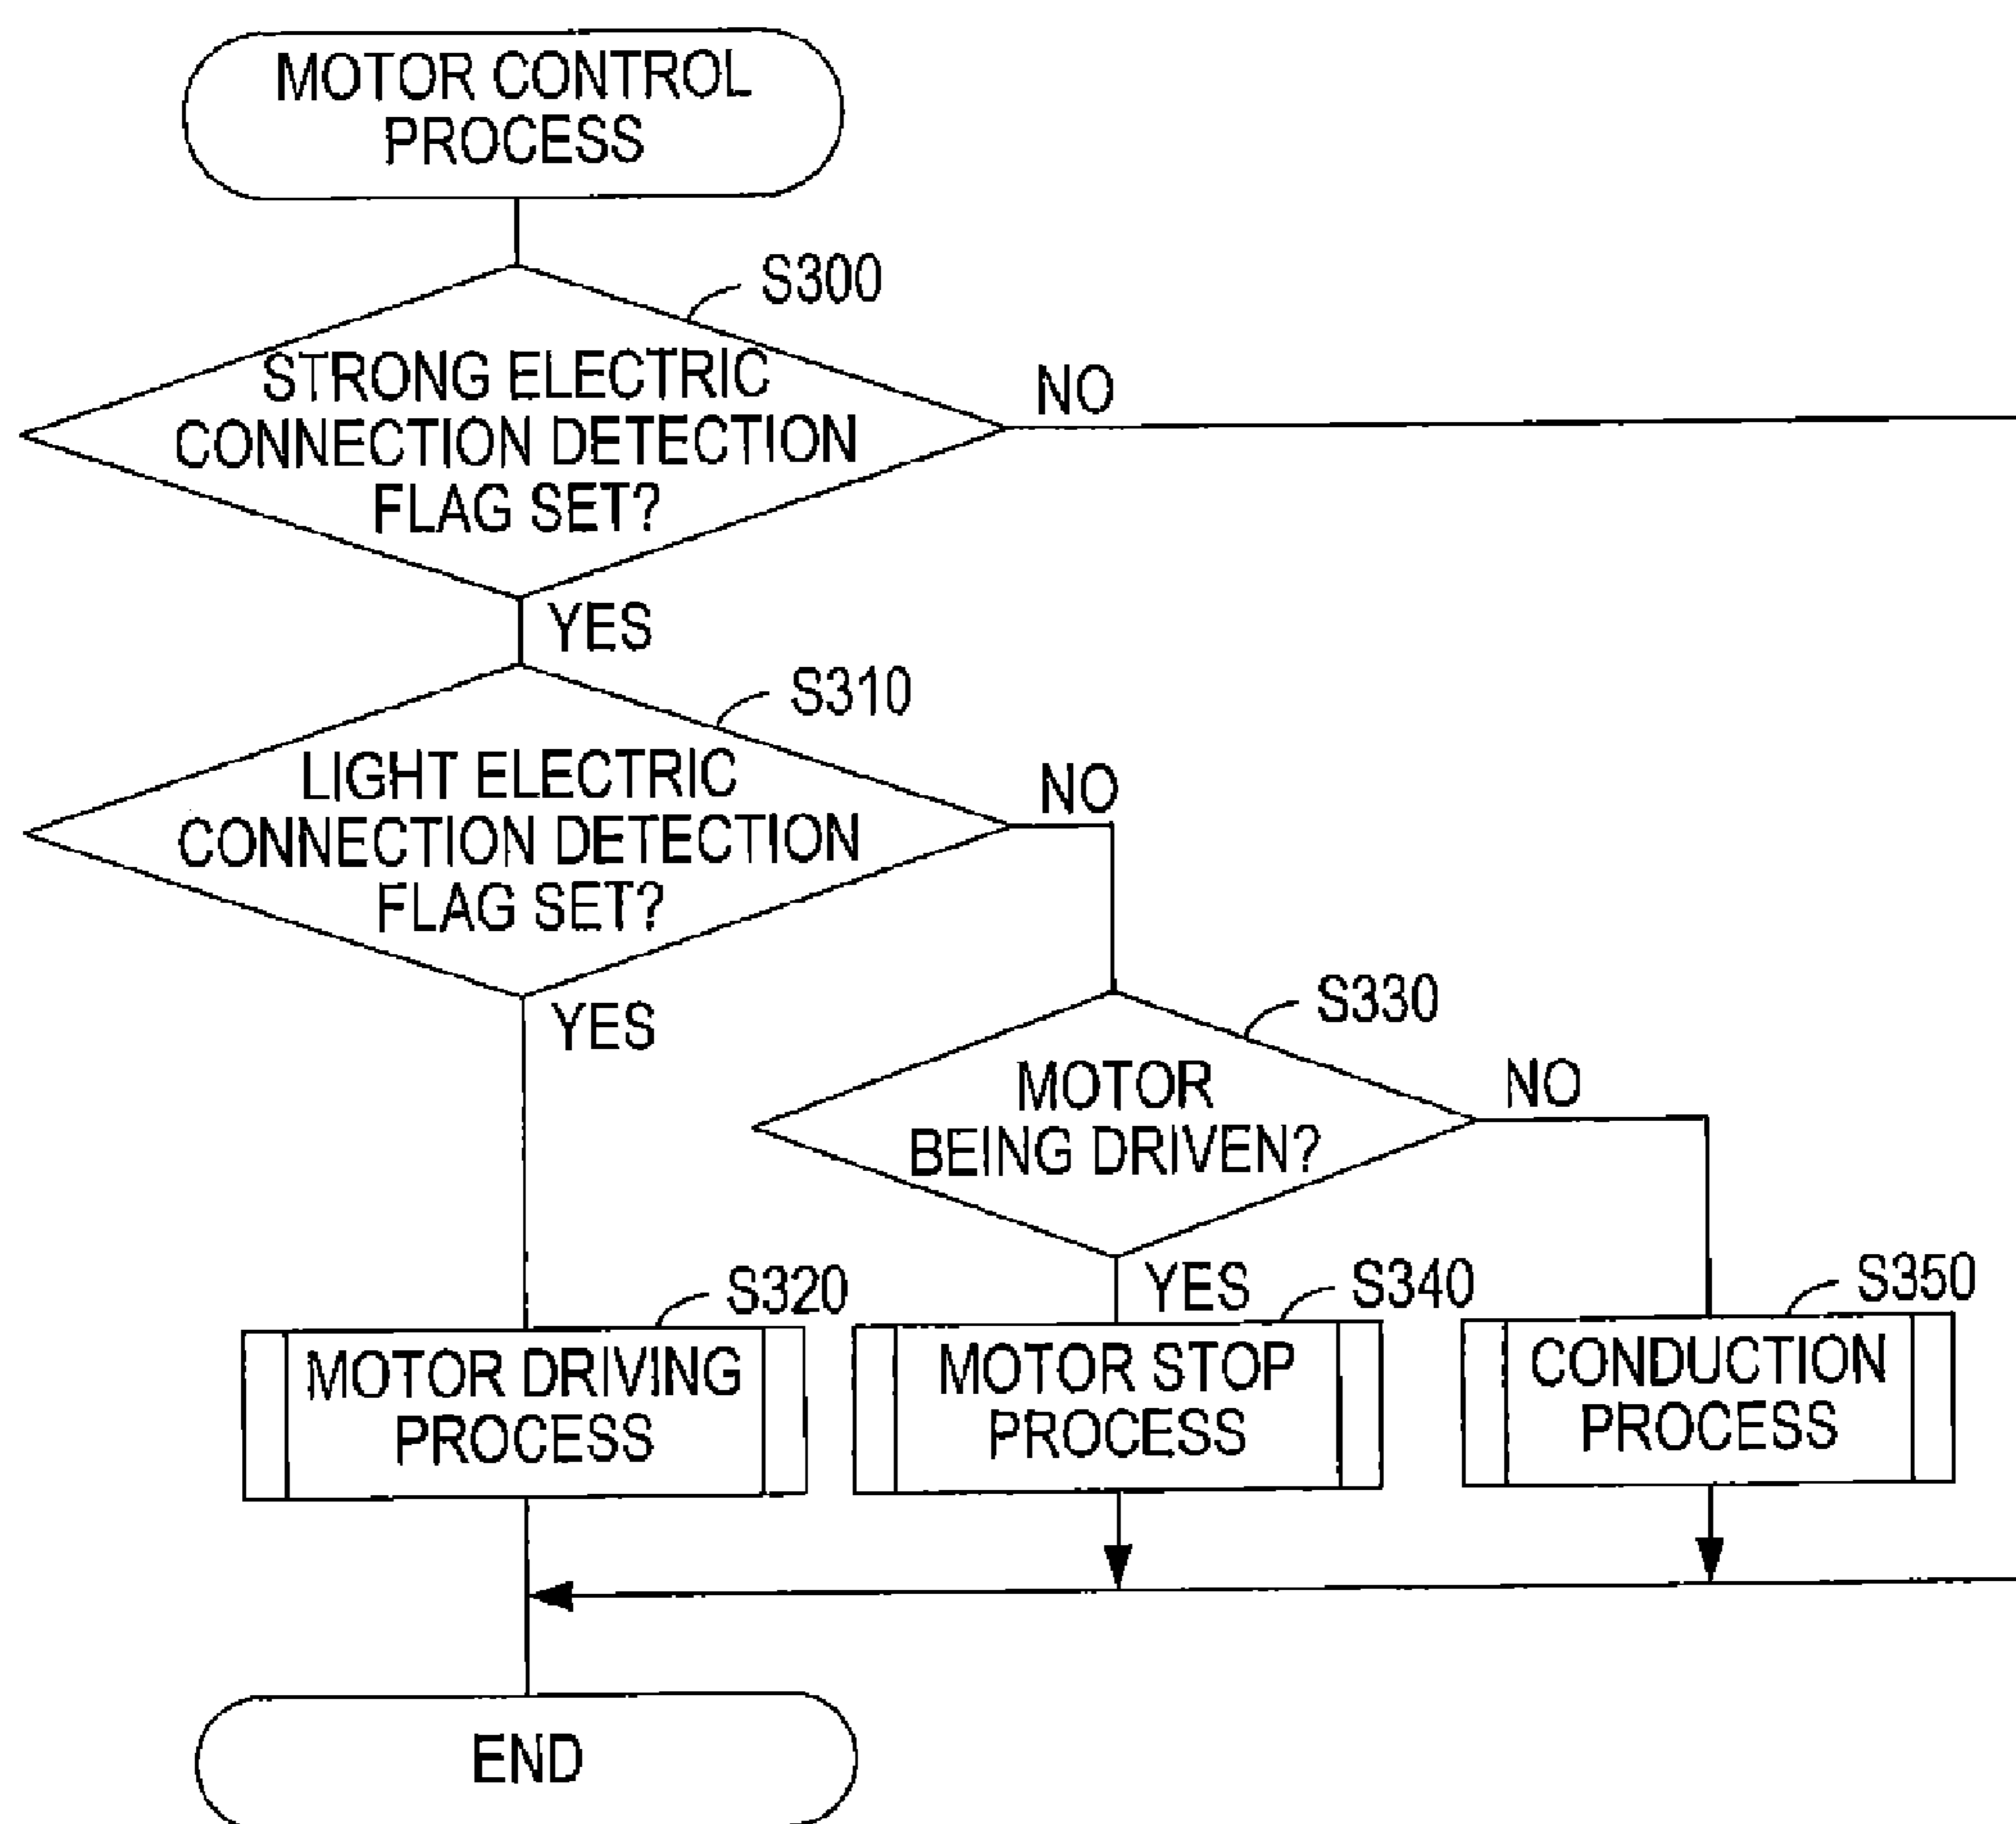 MOTOR CONTROL
PROCESS
S300
STRONG ELECTRIC
CONNECTION DETECTION
FLAG SET?
NO
YES
S310
LIGHT ELECTRIC
CONNECTION DETECTION
FLAG SET?
NO
YES
S330
MOTOR
BEING DRIVEN?
NO
YES
S320
MOTOR DRIVING
PROCESS
S340
MOTOR STOP
PROCESS
S350
CONDUCTION
PROCESS
END